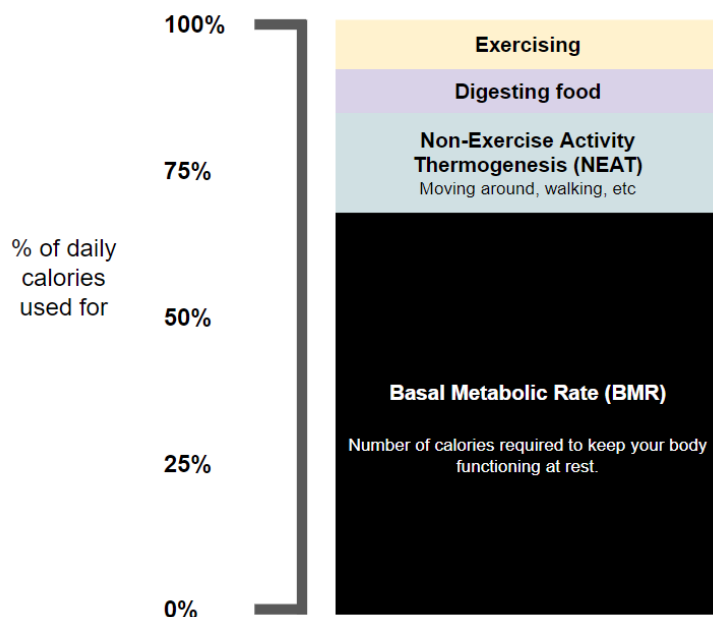 100%
75%
% of daily
calories
used for
50%
25%
0%
Exercising
Digesting food
Non-Exercise Activity
Thermogenesis (NEAT)
Moving around, walking, etc
Basal Metabolic Rate (BMR)
Number of calories required to keep your body
functioning at rest.